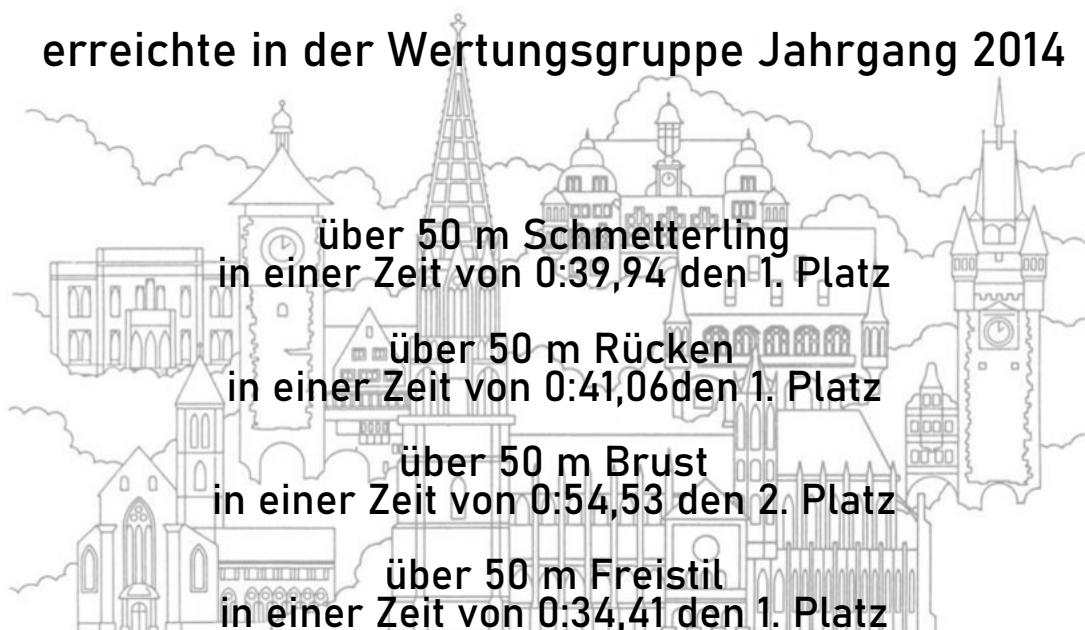 erreichte in der Wertungsgruppe Jahrgang 2014
über 50 m Schmetterling
in einer Zeit von 0:39,94 den 1. Platz
über 50 m Rücken
in einer Zeit von 0:41,06den 1. Platz
über 50 m Brust
in einer Zeit von 0:54,53 den 2. Platz
über 50 m Freistil
in einer Zeit von 0:34,41 den 1. Platz